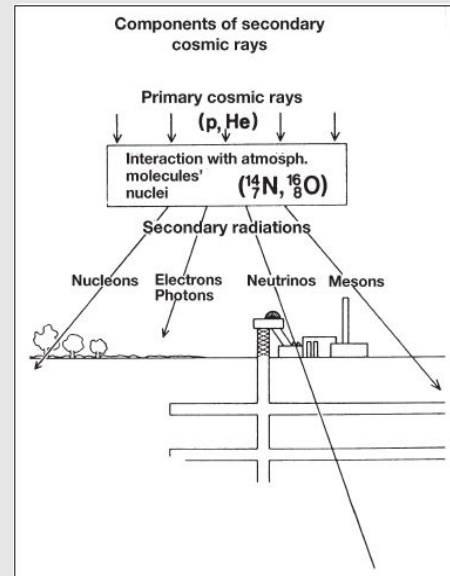 Components of secondary
cosmic rays
Primary cosmic rays
(p, He)
Interaction with atmosph.
molecules'
nuclei
(¹⁴₇N, ¹⁶₈O)
Secondary radiations
Nucleons Electrons Neutrinos Mesons
Photons